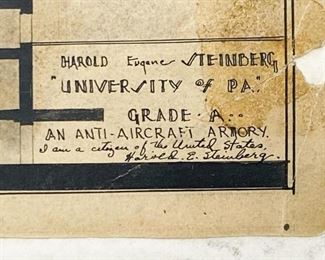 HAROLD Eugene STEINBERG
"UNIVERSITY of PA."
GRADE - A -
AN ANTI-AIRCRAFT ARMORY.
I am a citizen of the United States,
Harold E. Steinberg.